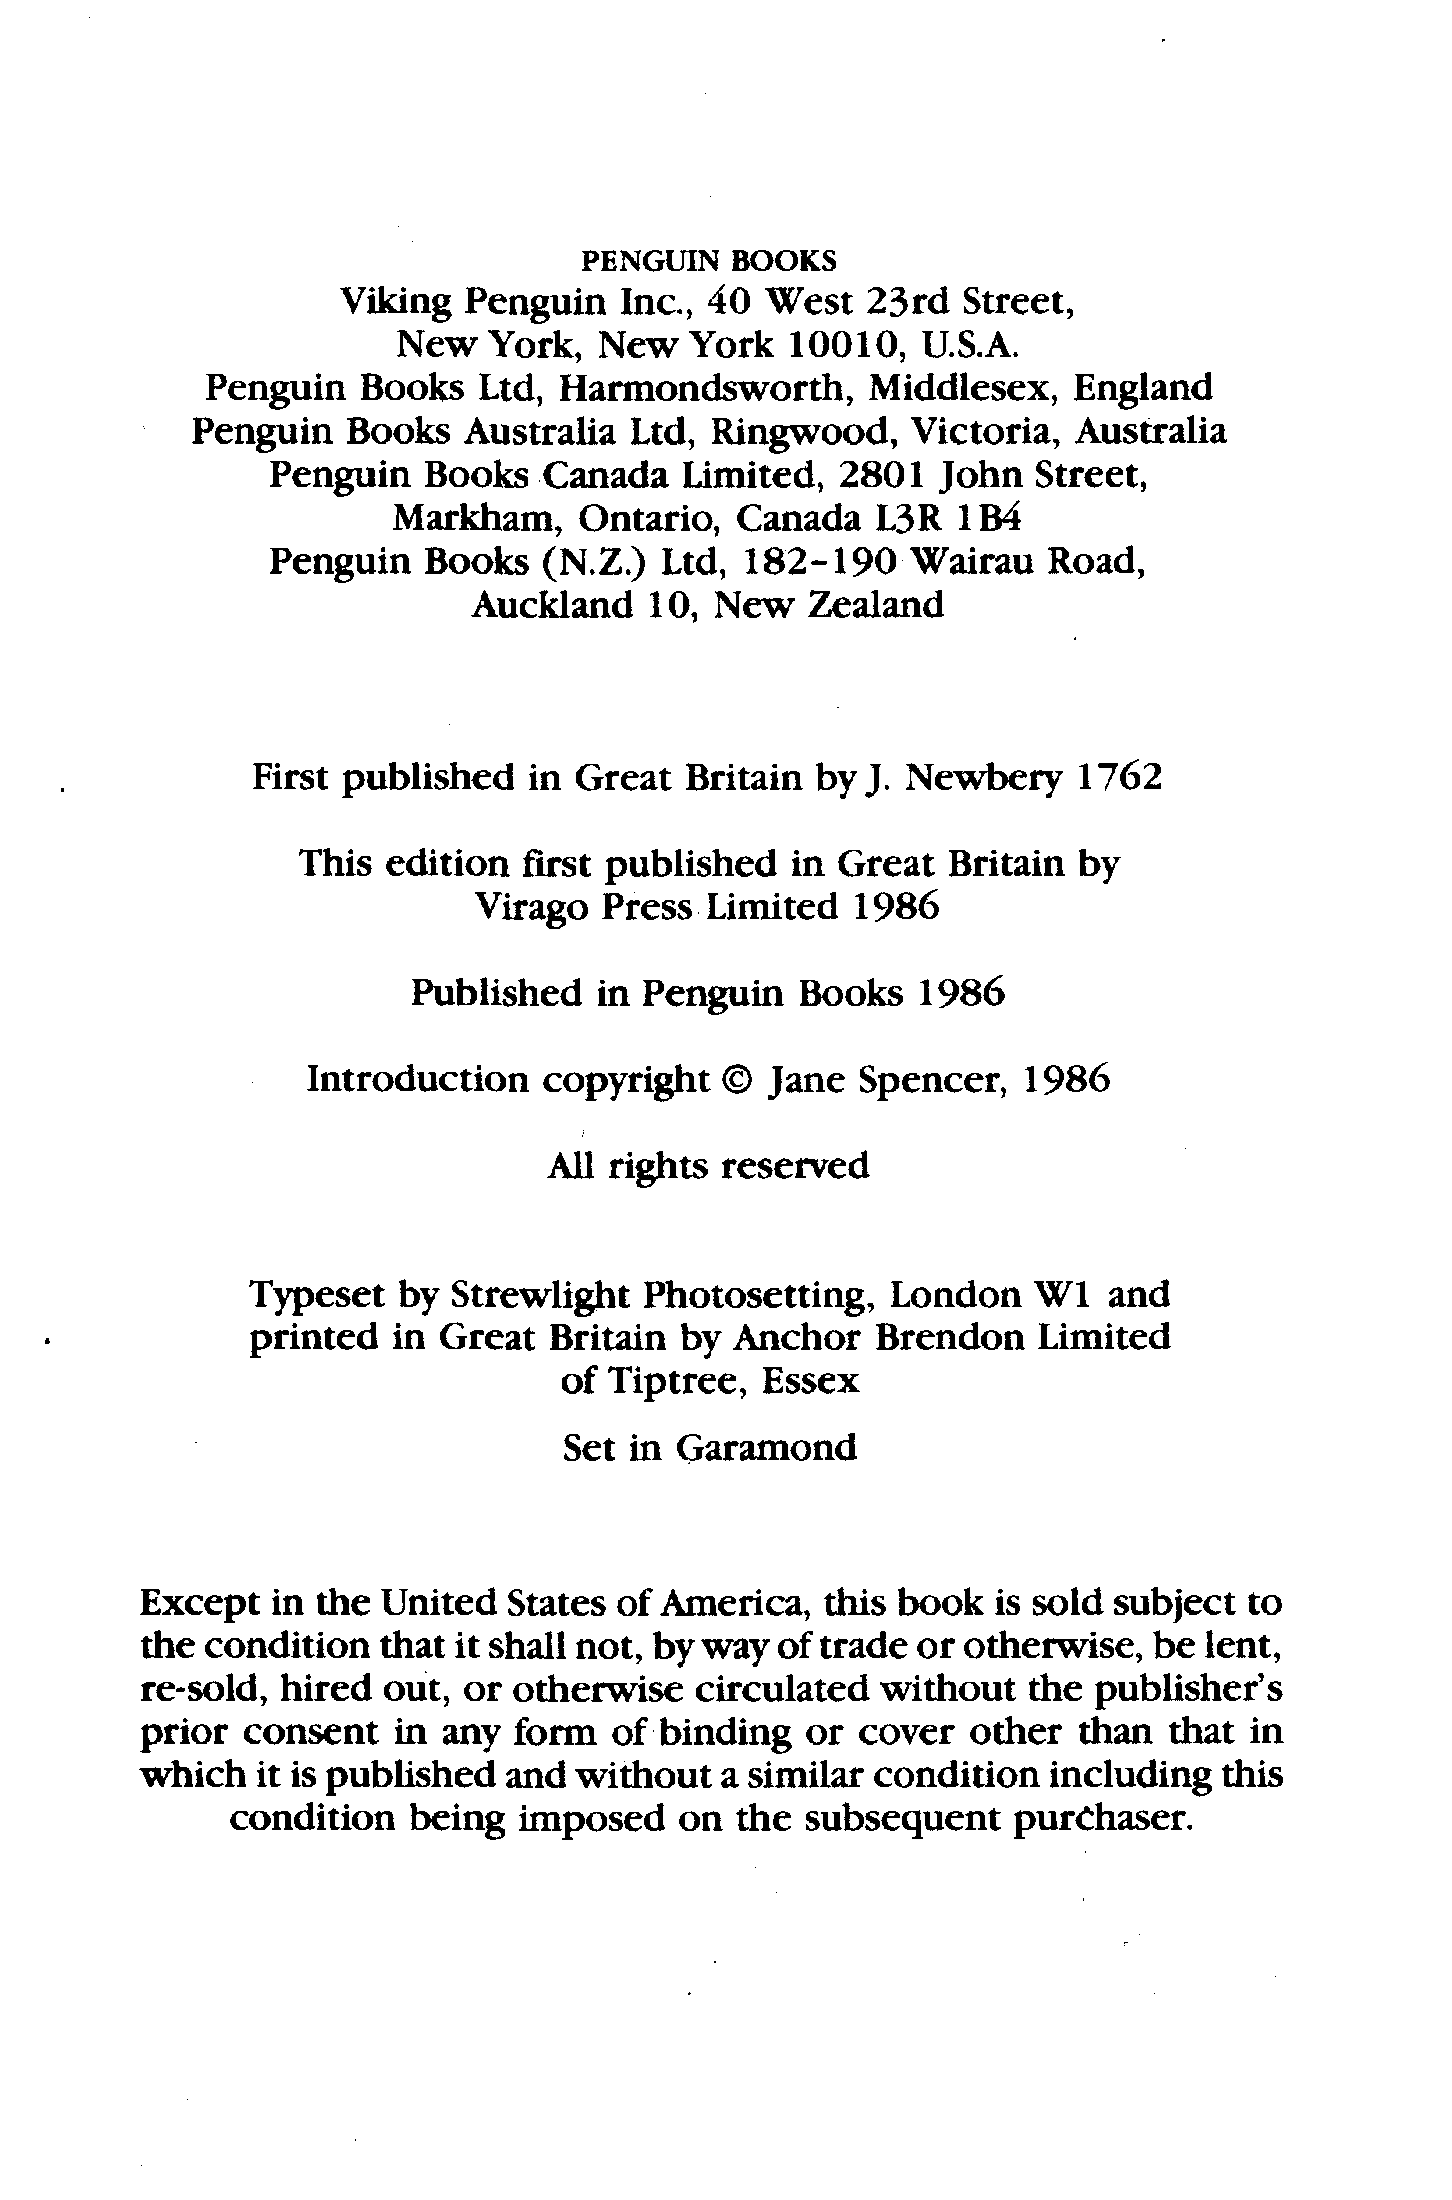 PENGUIN BOOKS
Viking Penguin Inc., 40 West 23rd Street,
New York, New York 10010, U.S.A.
Penguin Books Ltd, Harmondsworth, Middlesex, England
Penguin Books Australia Ltd, Ringwood, Victoria, Australia
Penguin Books Canada Limited, 2801 John Street,
Markham, Ontario, Canada L3R 1B4
Penguin Books (N.Z.) Ltd, 182-190 Wairau Road,
Auckland 10, New Zealand
First published in Great Britain by J. Newbery 1762
This edition first published in Great Britain by
Virago Press Limited 1986
Published in Penguin Books 1986
Introduction copyright © Jane Spencer, 1986
All rights reserved
Typeset by Strewlight Photosetting, London W1 and
printed in Great Britain by Anchor Brendon Limited
of Tiptree, Essex
Set in Garamond
Except in the United States of America, this book is sold subject to
the condition that it shall not, by way of trade or otherwise, be lent,
re-sold, hired out, or otherwise circulated without the publisher's
prior consent in any form of binding or cover other than that in
which it is published and without a similar condition including this
condition being imposed on the subsequent purchaser.